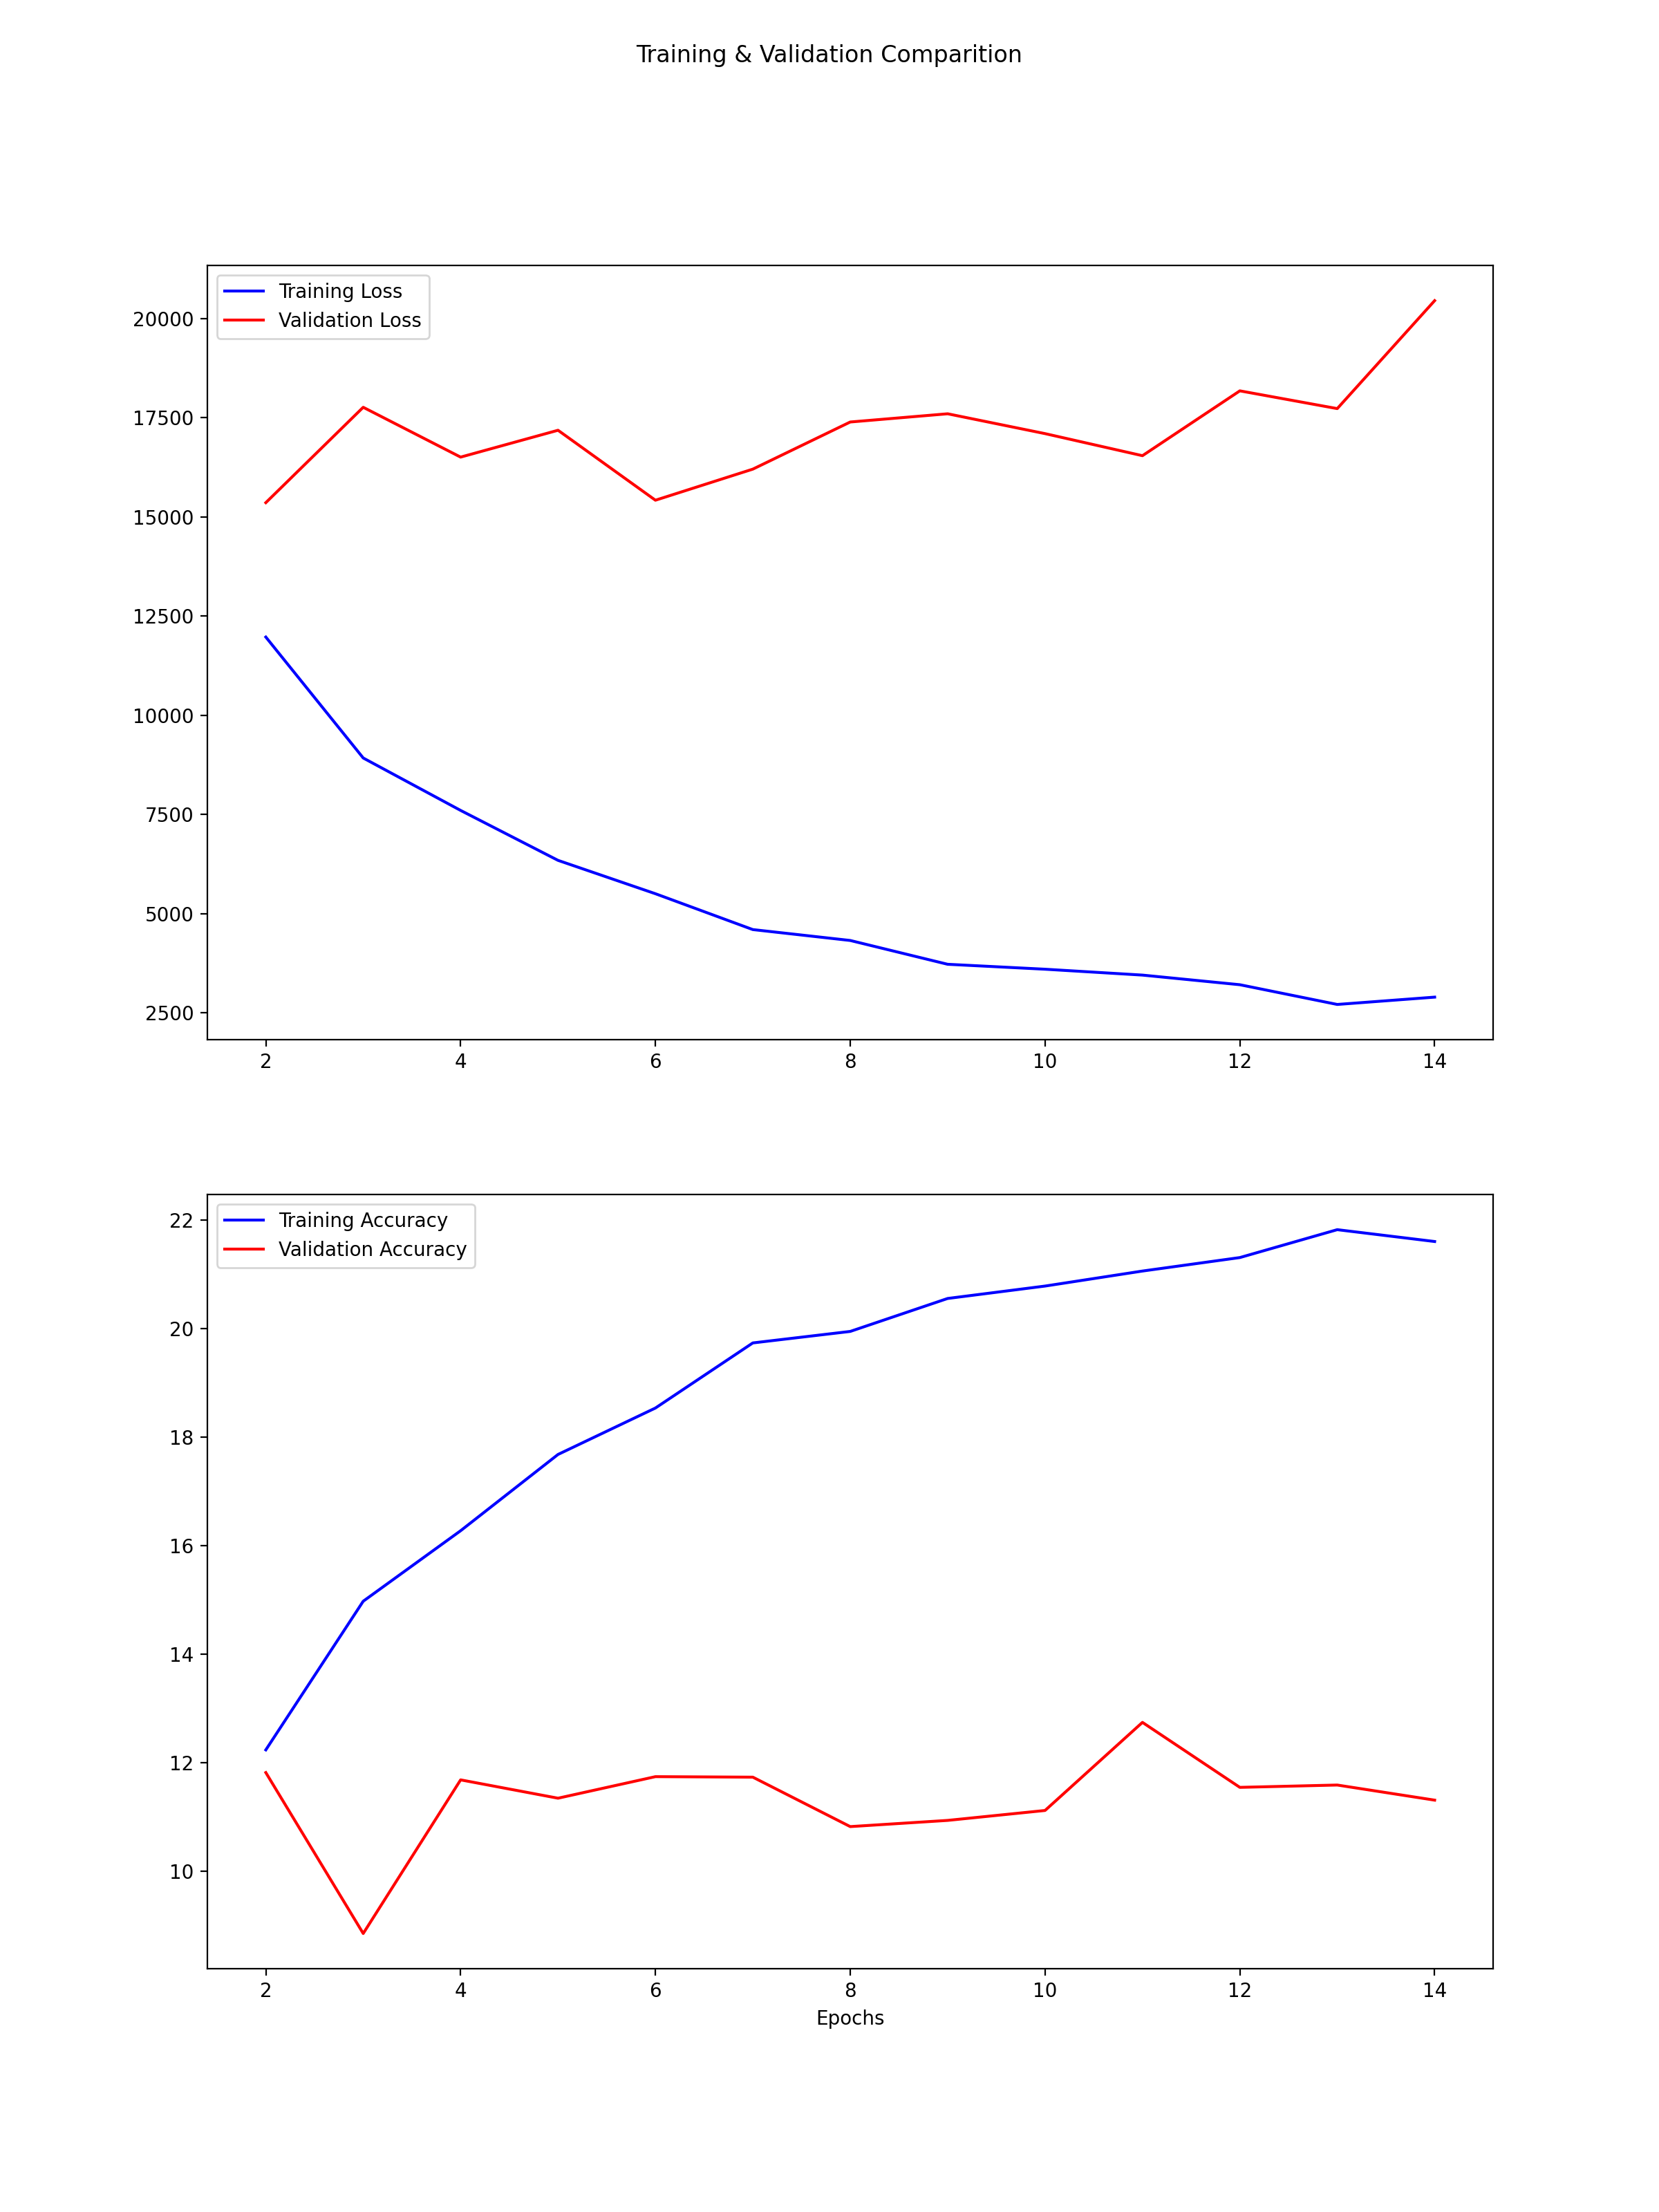 Training & Validation Comparition
Training Loss
Validation Loss
20000
17500
15000
12500
10000
7500
5000
2500
2 4 6 8 10 12 14
Training Accuracy
Validation Accuracy
22
20
18
16
14
12
10
2 4 6 8 10 12 14
Epochs